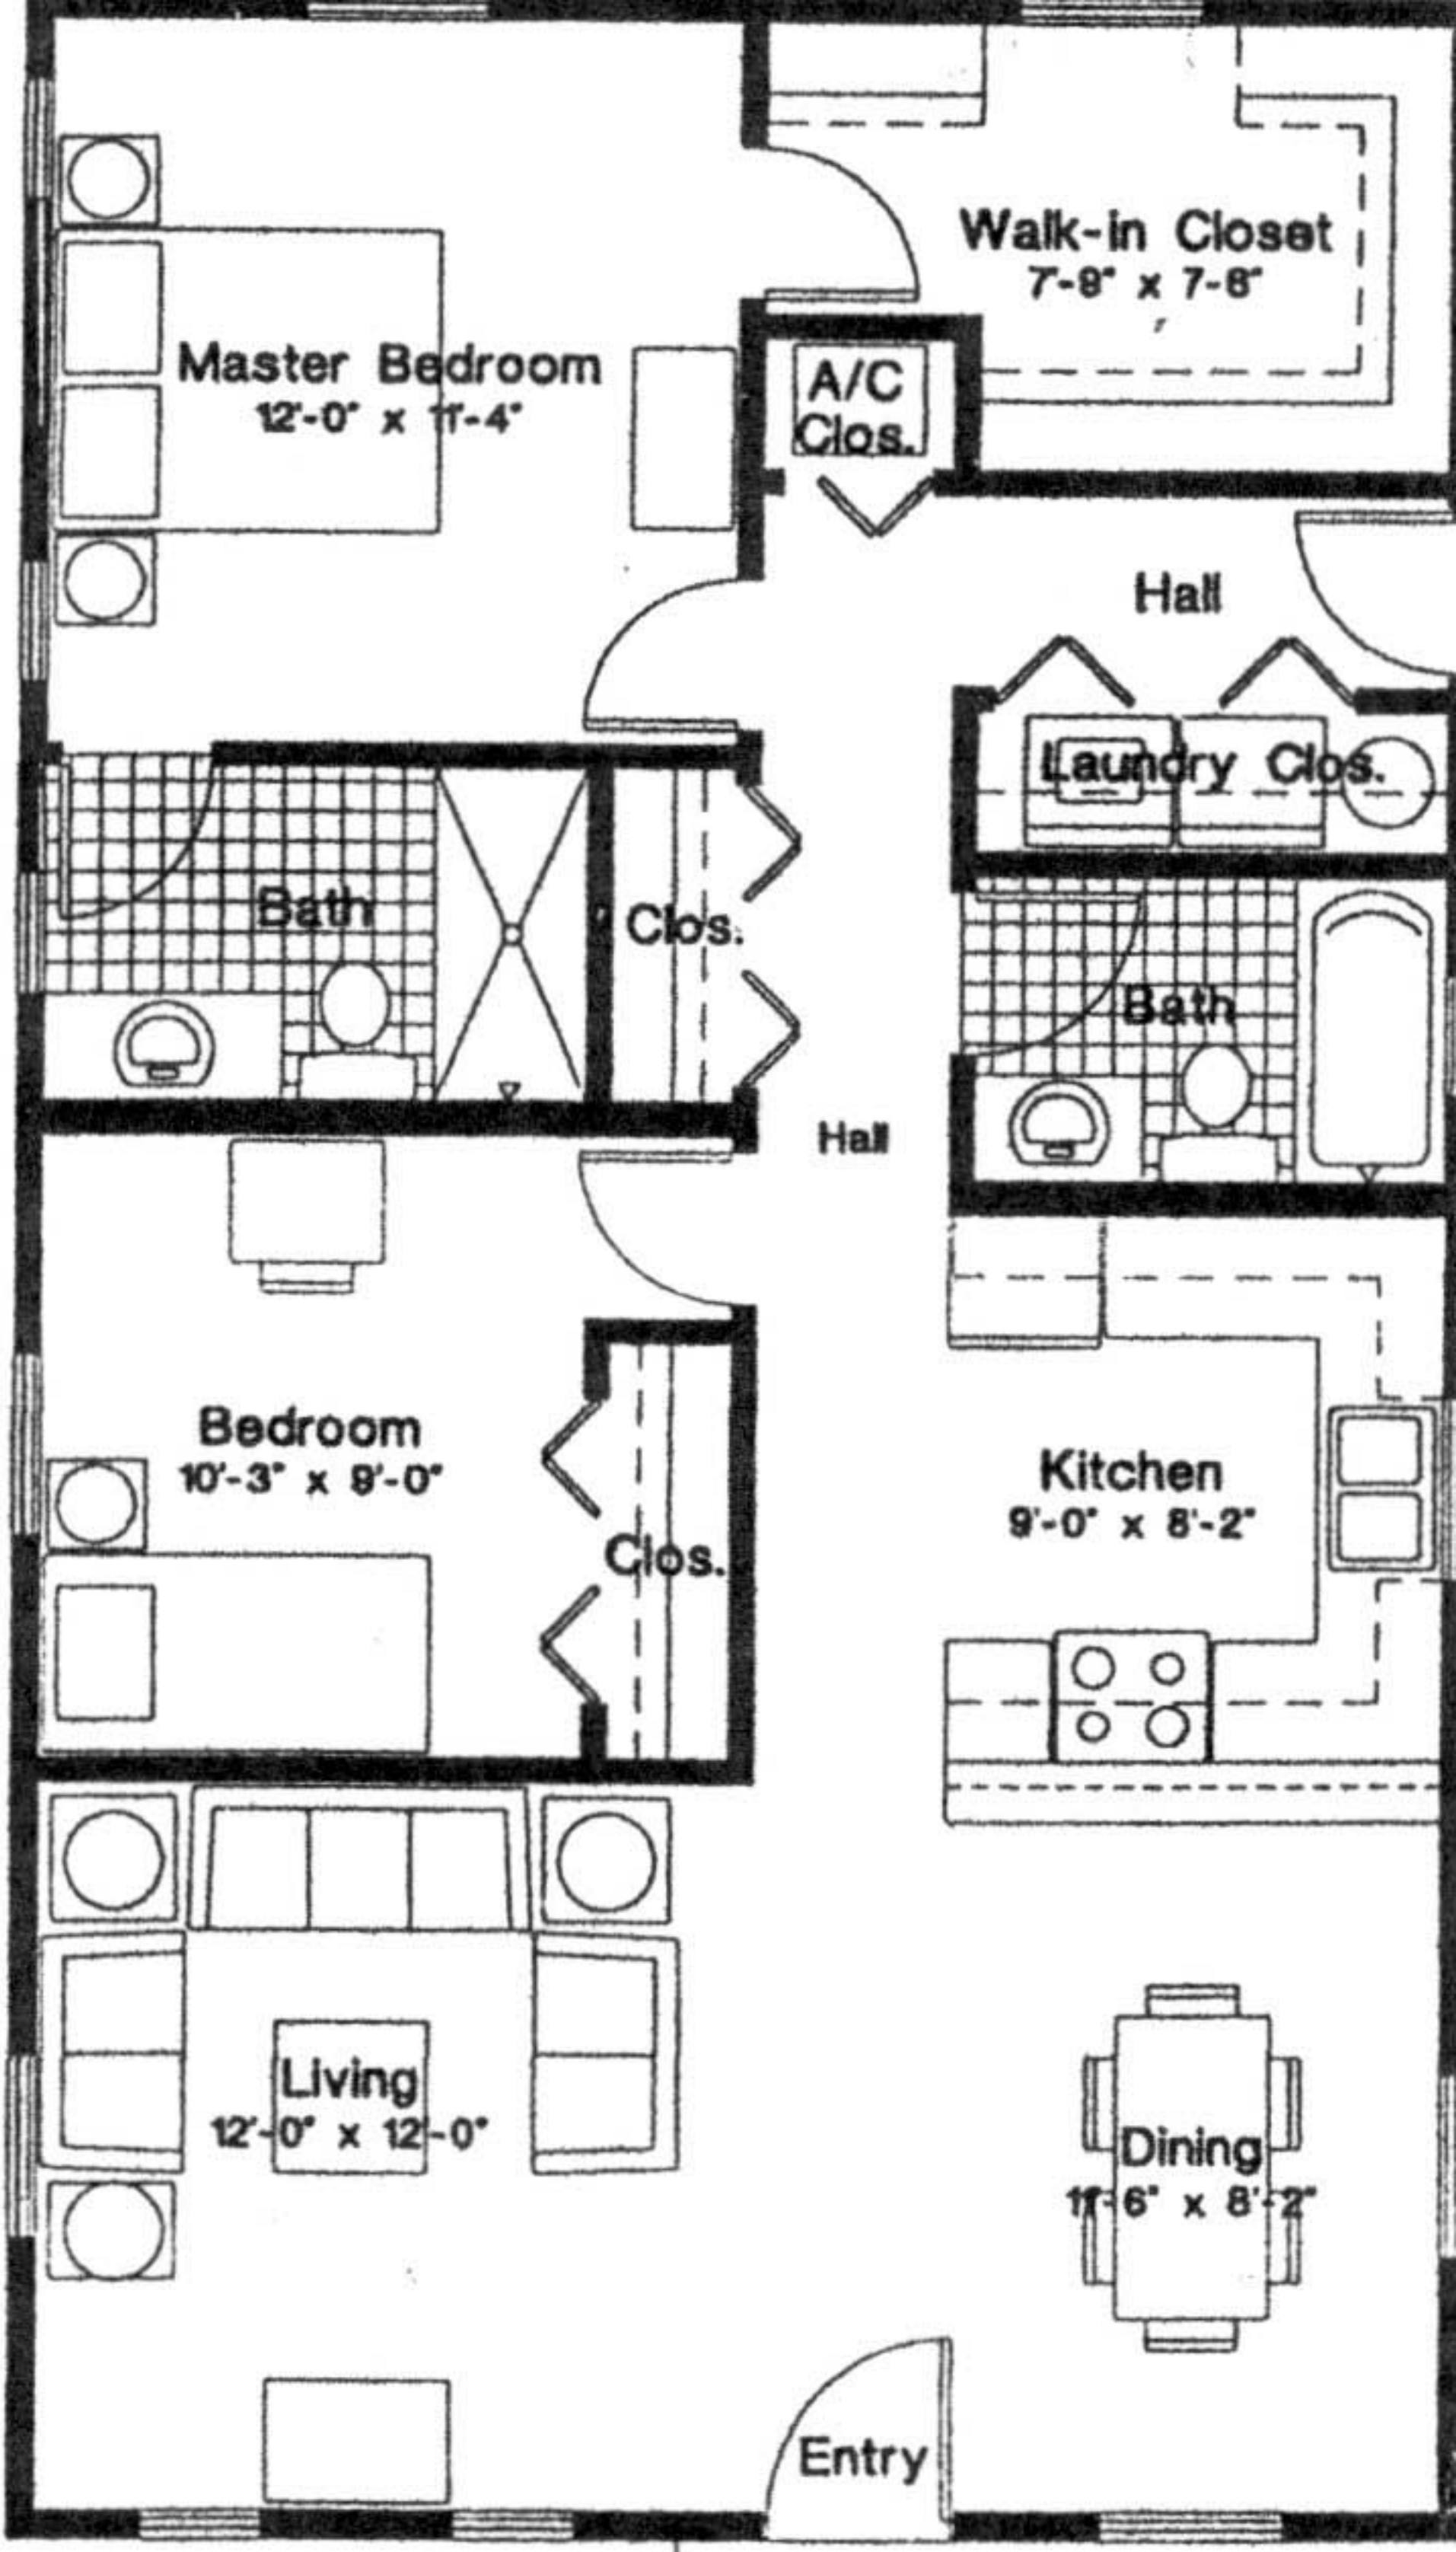 Walk-in Closet
7'-9" x 7'-8"
Master Bedroom
12'-0" x 11'-4"
A/C
Clos.
Hall
Laundry Clos.
Bath
Clos.
Bath
Hall
Bedroom
10'-3" x 9'-0"
Clos.
Kitchen
9'-0" x 8'-2"
Living
12'-0" x 12'-0"
Dining
11'-6" x 8'-2"
Entry